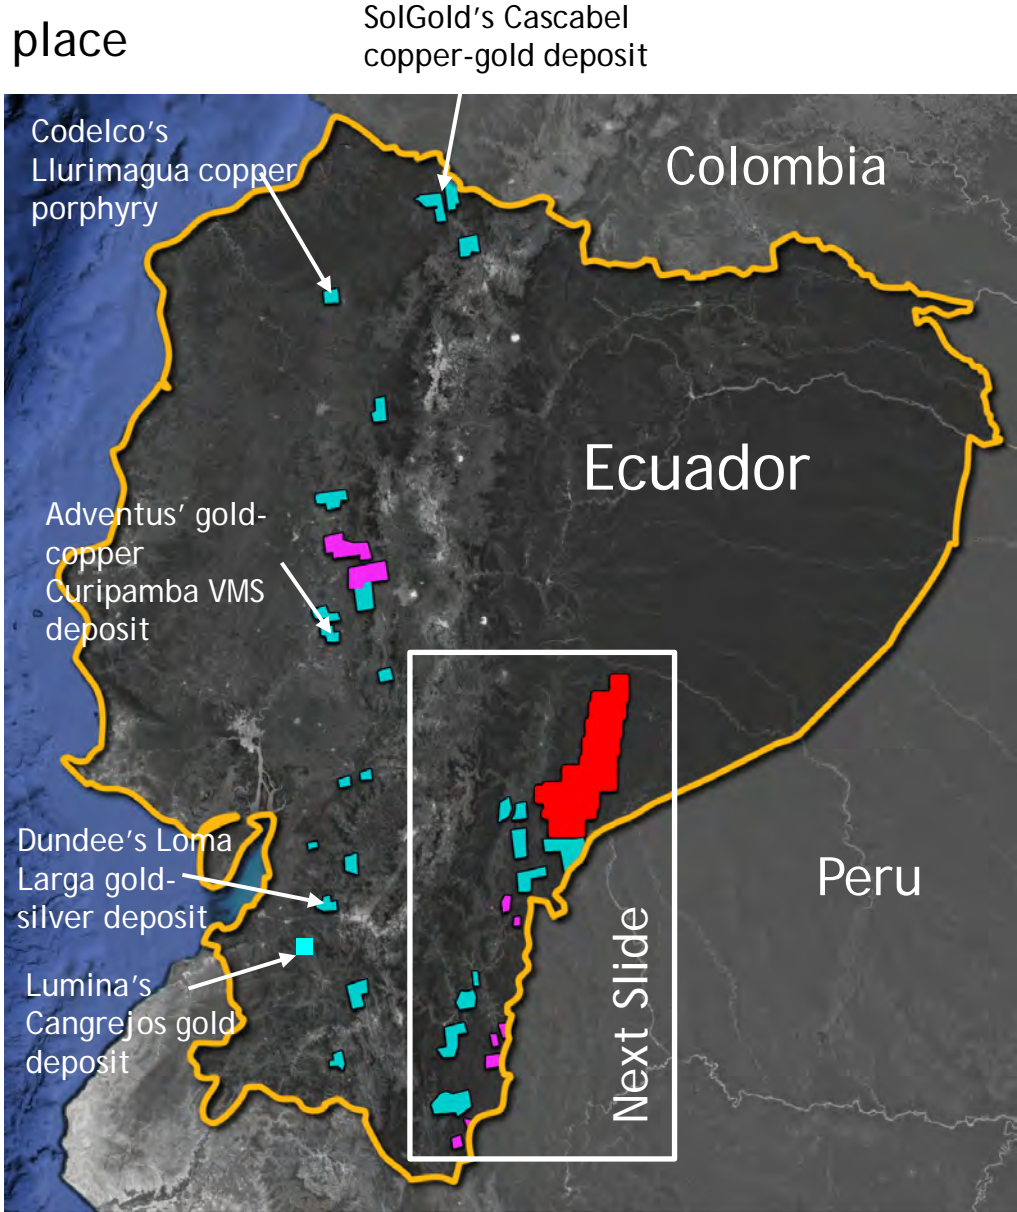 place
SolGold's Cascabel
copper-gold deposit
Codelco's
Llurimagua copper
porphyry
Colombia
Ecuador
Adventus' gold-
copper
Curipamba VMS
deposit
Dundee's Loma
Larga gold-
silver deposit
Peru
Lumina's
Cangrejos gold
deposit
Next Slide